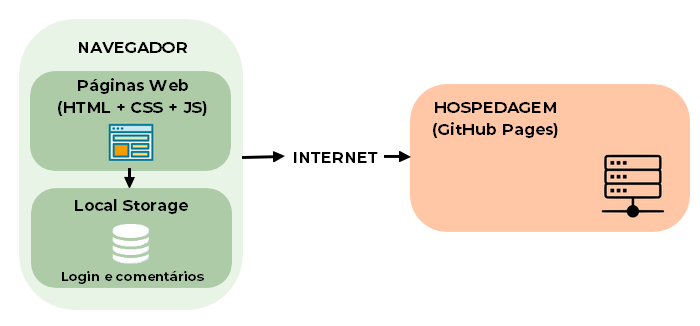 NAVEGADOR
Páginas Web
(HTML + CSS + JS)
Local Storage
Login e comentários
INTERNET
HOSPEDAGEM
(GitHub Pages)